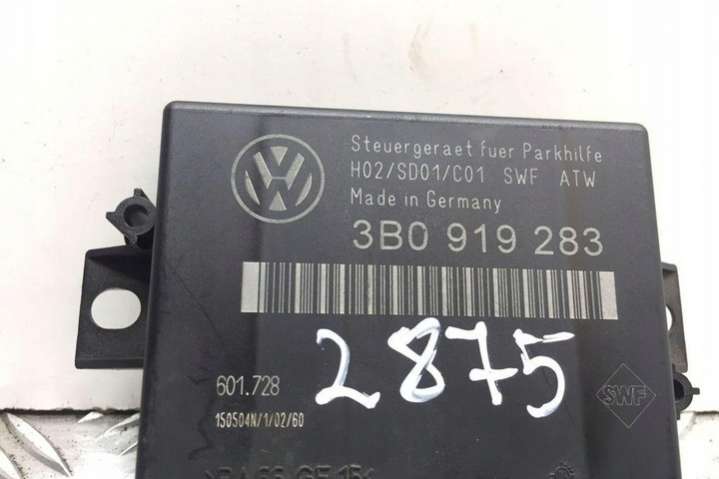 Steuergeraet fuer Parkhilfe
H02/SD01/C01 SWF ATW
Made in Germany
3B0 919 283
2875
601.728
150504N/1/02/60
SWF